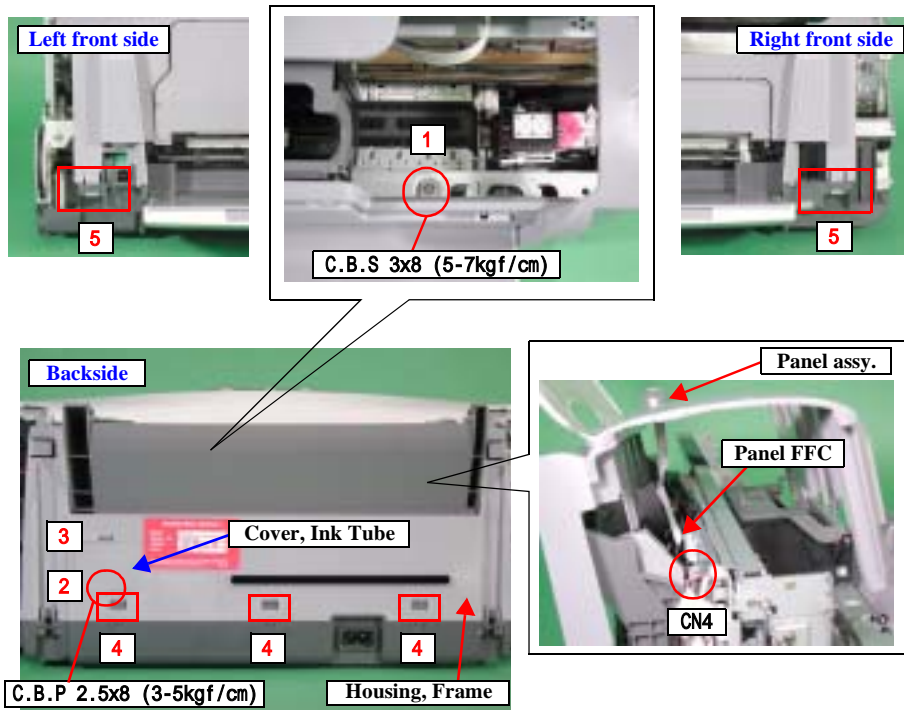 Left front side
Right front side
1
5
5
C.B.S 3x8 (5-7kgf/cm)
Backside
Panel assy.
Panel FFC
3
Cover, Ink Tube
2
CN4
4
4
4
C.B.P 2.5x8 (3-5kgf/cm)
Housing, Frame